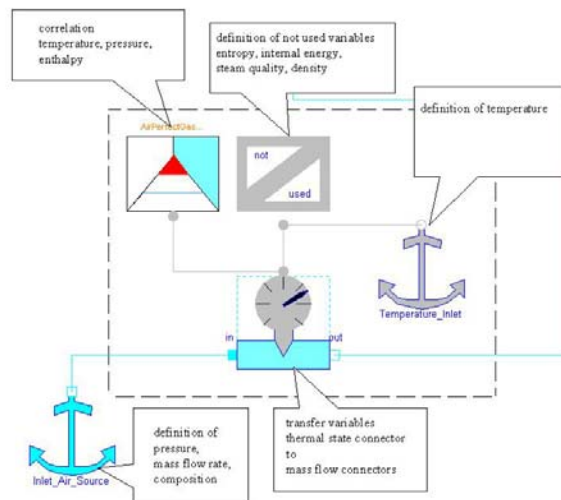 correlation
temperature, pressure,
enthalpy
definition of not used variables
entropy, internal energy,
steam quality, density
definition of temperature
AirPerfectGas...
not
used
Temperature_Inlet
in
out
transfer variables
thermal state connector
to
mass flow connectors
definition of
pressure,
mass flow rate,
composition
Inlet_Air_Source